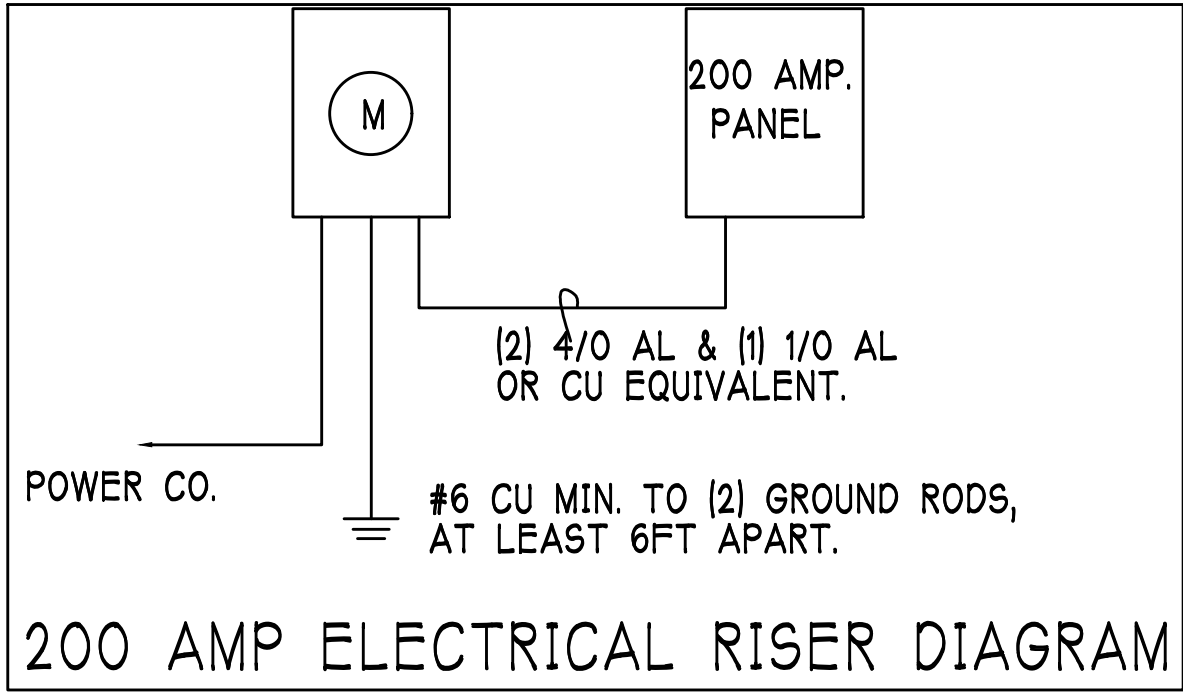 M
200 AMP.
PANEL
(2) 4/0 AL & (1) 1/0 AL
OR CU EQUIVALENT.
POWER CO.
#6 CU MIN. TO (2) GROUND RODS,
AT LEAST 6FT APART.
200 AMP ELECTRICAL RISER DIAGRAM